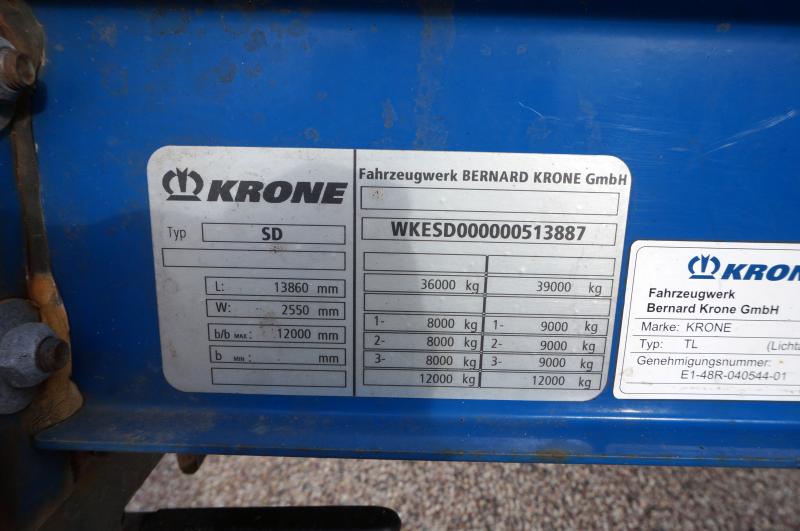 KRONE
Typ SD
L: 13860 mm
W: 2550 mm
b/b MAX: 12000 mm
b MIN: mm
Fahrzeugwerk BERNARD KRONE GmbH
WKESD000000513887
36000 kg 39000 kg
1- 8000 kg 1- 9000 kg
2- 8000 kg 2- 9000 kg
3- 8000 kg 3- 9000 kg
12000 kg 12000 kg
KRONE
Fahrzeugwerk
Bernard Krone GmbH
Marke: KRONE
Typ: TL
Genehmigungsnummer:
E1-48R-040544-01